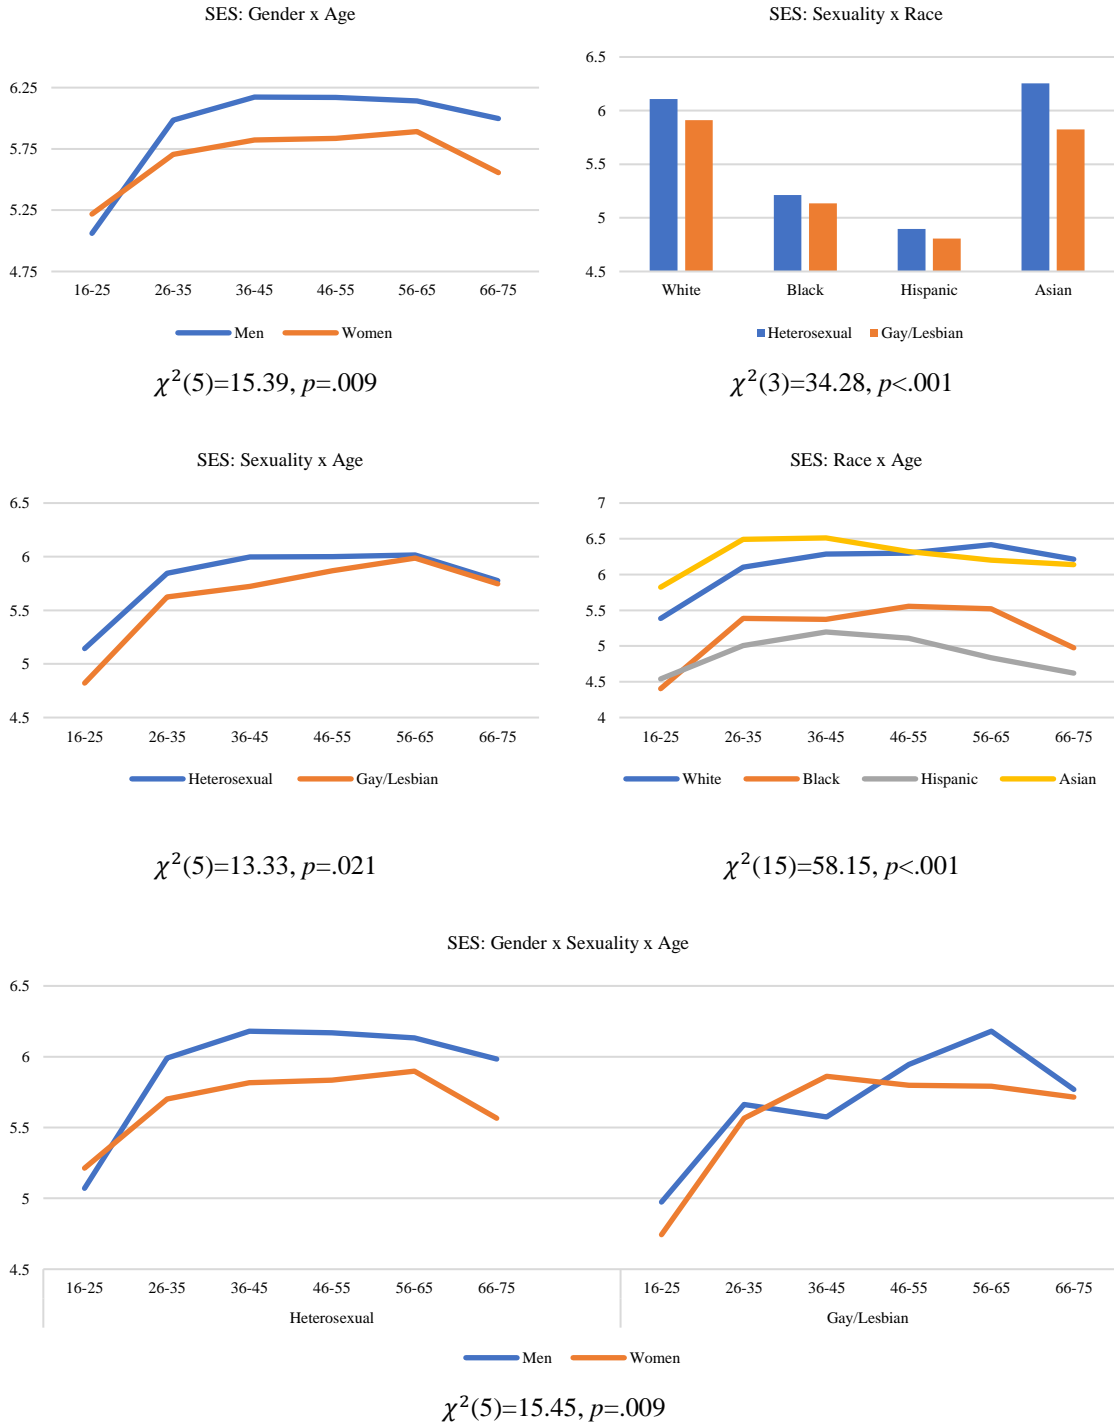 SES: Gender x Age
6.25
5.75
5.25
4.75
16-25 26-35 36-45 46-55 56-65 66-75
Men Women
χ²(5)=15.39, p=.009
SES: Sexuality x Race
6.5
6
5.5
5
4.5
White Black Hispanic Asian
Heterosexual Gay/Lesbian
χ²(3)=34.28, p<.001
SES: Sexuality x Age
6.5
6
5.5
5
4.5
16-25 26-35 36-45 46-55 56-65 66-75
Heterosexual Gay/Lesbian
χ²(5)=13.33, p=.021
SES: Race x Age
7
6.5
6
5.5
5
4.5
4
16-25 26-35 36-45 46-55 56-65 66-75
White Black Hispanic Asian
χ²(15)=58.15, p<.001
SES: Gender x Sexuality x Age
6.5
6
5.5
5
4.5
16-25 26-35 36-45 46-55 56-65 66-75 16-25 26-35 36-45 46-55 56-65 66-75
Heterosexual Gay/Lesbian
Men Women
χ²(5)=15.45, p=.009